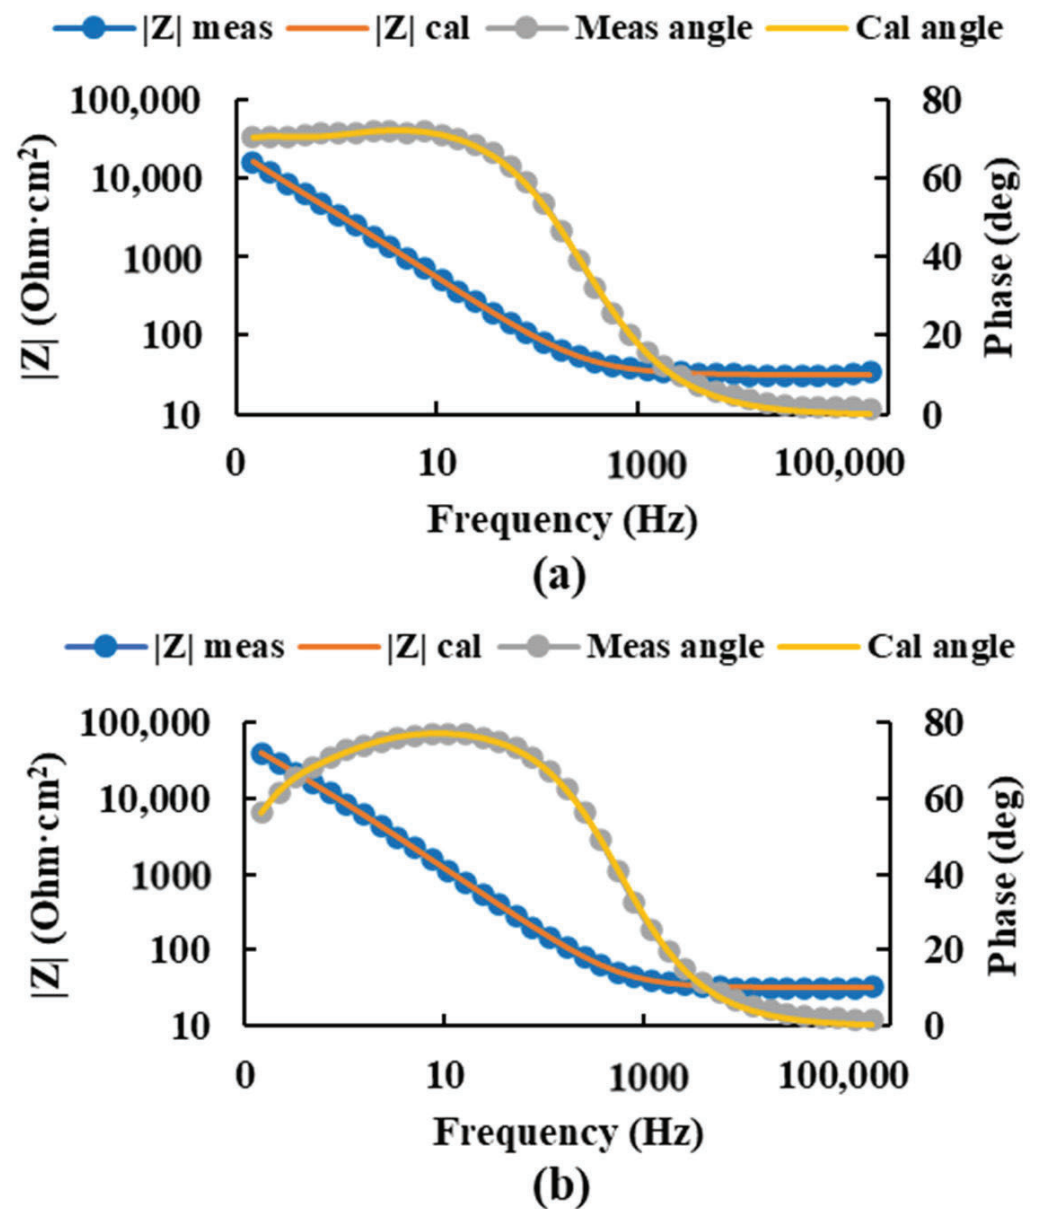 |Z| meas |Z| cal Meas angle Cal angle
100,000 80
10,000 60
1000 40
100 20
10 0
|Z| (Ohm·cm²)
Phase (deg)
0 10 1000 100,000
Frequency (Hz)
(a)
|Z| meas |Z| cal Meas angle Cal angle
100,000 80
10,000 60
1000 40
100 20
10 0
|Z| (Ohm·cm²)
Phase (deg)
0 10 1000 100,000
Frequency (Hz)
(b)